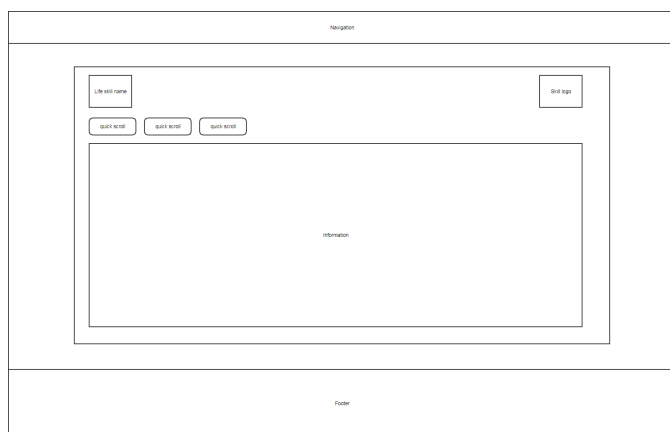 Navigation
Life skill name
Skill logo
quick scroll
quick scroll
quick scroll
Information
Footer